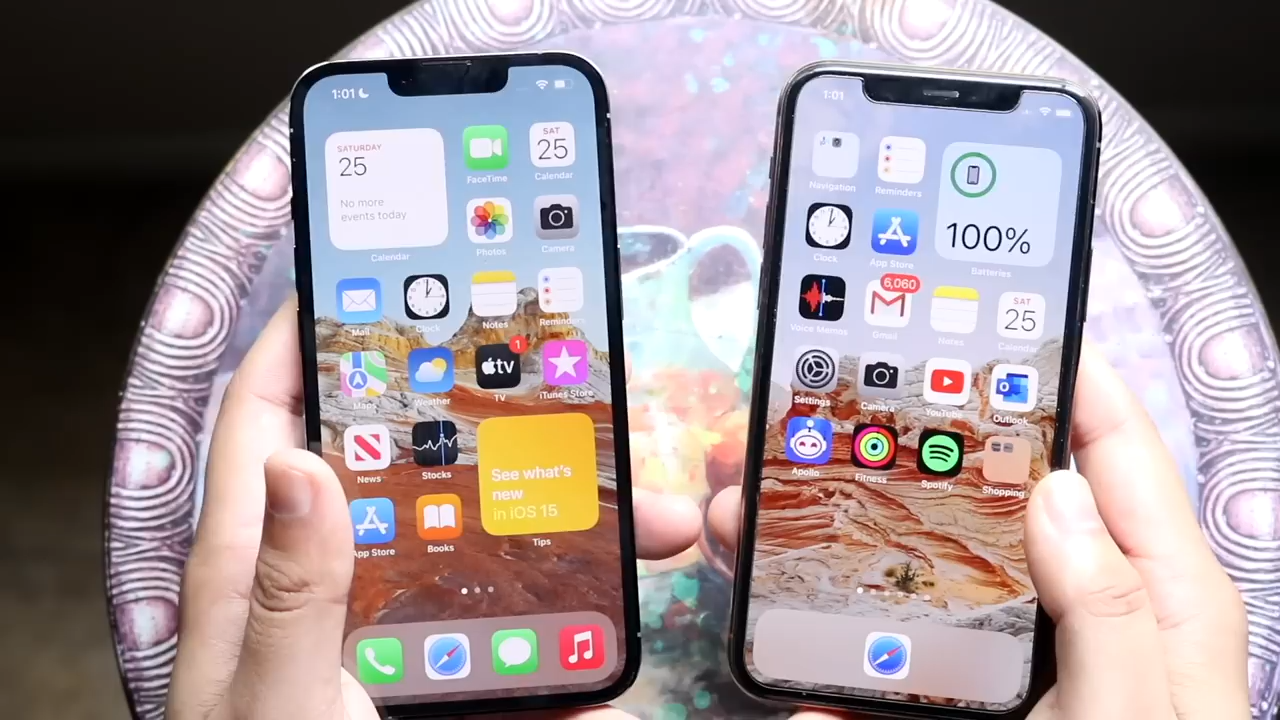 1:01
SATURDAY
25
No more
events today
Calendar
FaceTime
SAT
25
Calendar
Photos
Camera
Mail
Clock
Notes
Reminders
Maps
Weather
tv
1
TV
iTunes Store
News
Stocks
See what's
new
in iOS 15
Tips
App Store
Books
1:01
Navigation
Reminders
100%
Batteries
Clock
App Store
Voice Memos
6,060
Gmail
Notes
SAT
25
Calendar
Settings
Camera
YouTube
Outlook
Apollo
Fitness
Spotify
Shopping